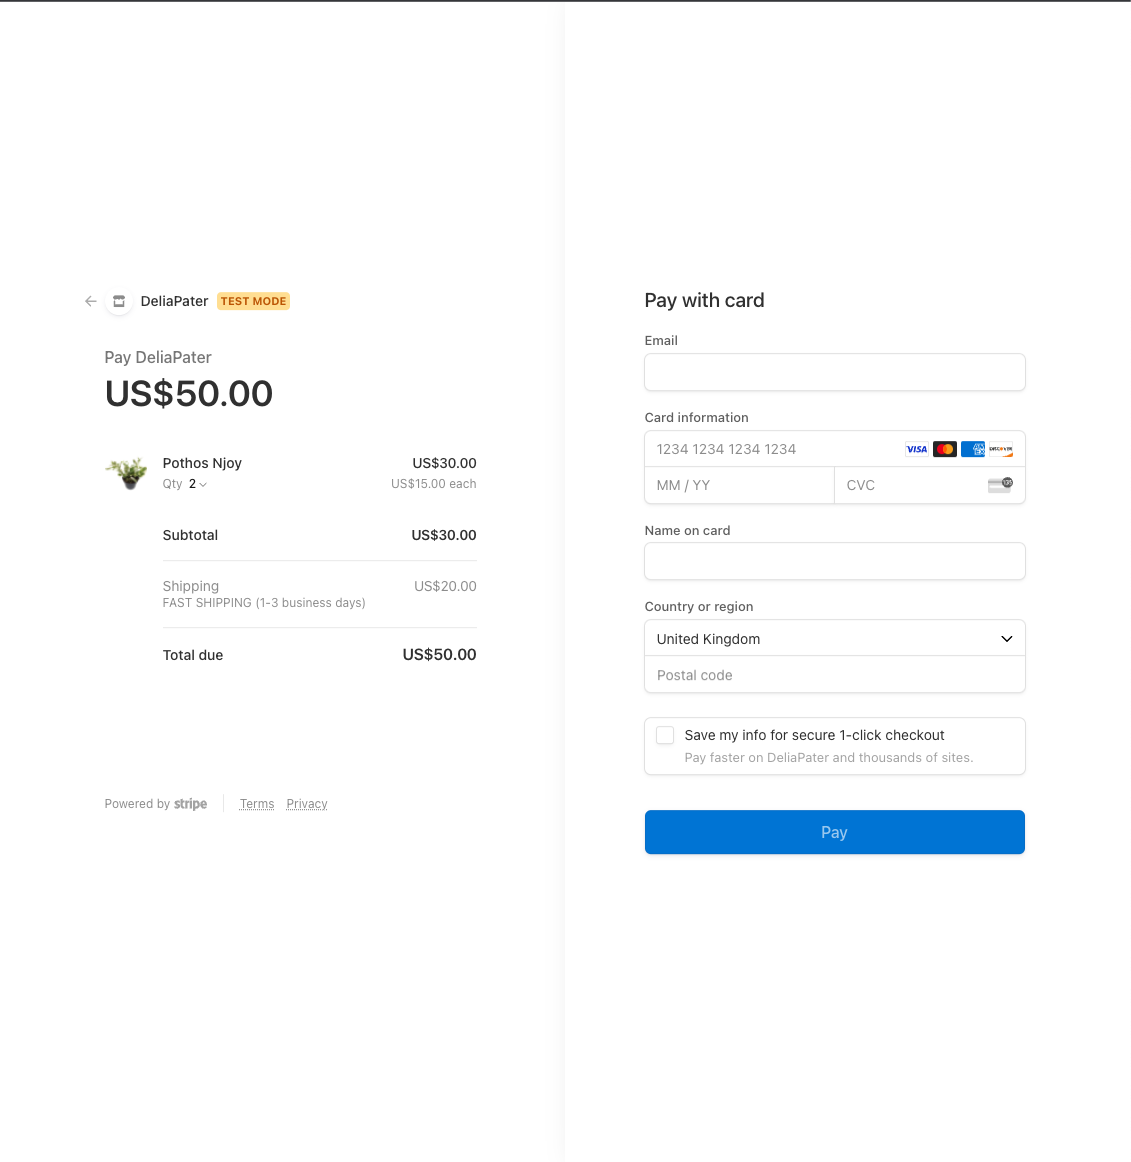 DeliaPater TEST MODE
Pay DeliaPater
US$50.00
Pothos Njoy US$30.00
Qty 2 US$15.00 each
Subtotal US$30.00
Shipping US$20.00
FAST SHIPPING (1-3 business days)
Total due US$50.00
Powered by stripe Terms Privacy
Pay with card
Email
Card information
1234 1234 1234 1234 VISA
MM / YY CVC
Name on card
Country or region
United Kingdom
Postal code
Save my info for secure 1-click checkout
Pay faster on DeliaPater and thousands of sites.
Pay